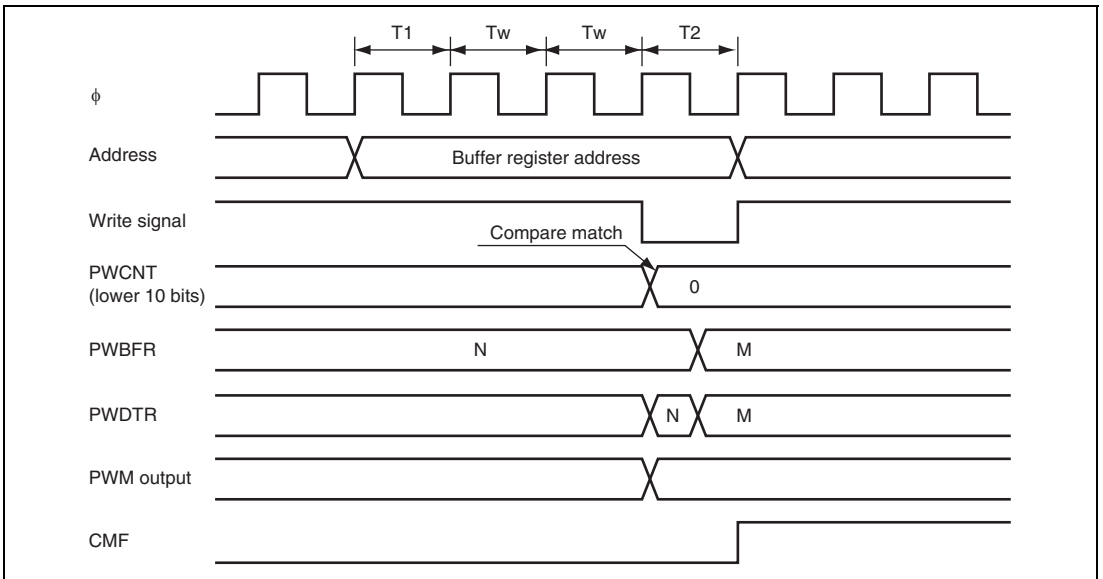 T1 Tw Tw T2
ϕ
Address Buffer register address
Write signal
Compare match
PWCNT
(lower 10 bits) 0
PWBFR N M
PWDTR N M
PWM output
CMF